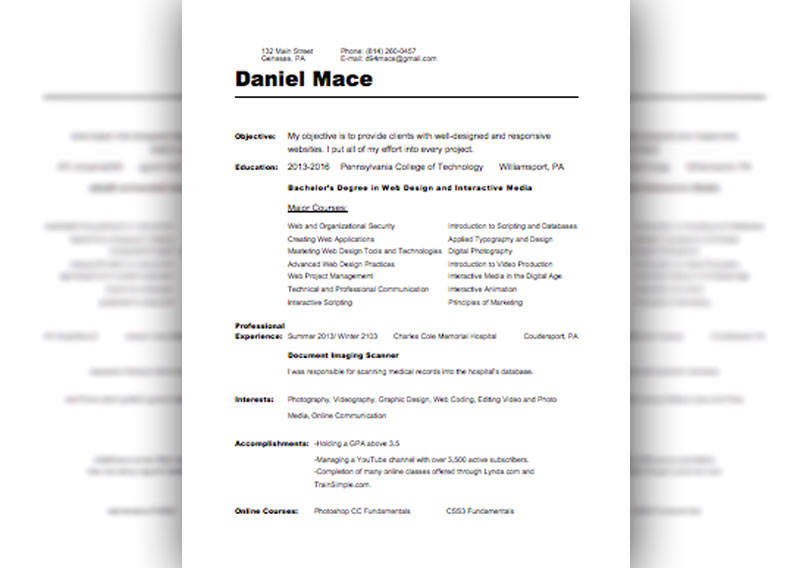 132 Main Street Phone: (814) 260-0457
Genesee, PA E-mail: d94mace@gmail.com
Daniel Mace
Objective: My objective is to provide clients with well-designed and responsive
websites. I put all of my effort into every project.
Education: 2013-2016 Pennsylvania College of Technology Williamsport, PA
Bachelor's Degree in Web Design and Interactive Media
Major Courses:
Web and Organizational Security Introduction to Scripting and Databases
Creating Web Applications Applied Typography and Design
Mastering Web Design Tools and Technologies Digital Photography
Advanced Web Design Practices Introduction to Video Production
Web Project Management Interactive Media in the Digital Age
Technical and Professional Communication Interactive Animation
Interactive Scripting Principles of Marketing
Professional
Experience: Summer 2013/ Winter 2103 Charles Cole Memorial Hospital Coudersport, PA
Document Imaging Scanner
I was responsible for scanning medical records into the hospital's database.
Interests: Photography, Videography, Graphic Design, Web Coding, Editing Video and Photo
Media, Online Communication
Accomplishments: -Holding a GPA above 3.5
-Managing a YouTube channel with over 3,500 active subscribers.
-Completion of many online classes offered through Lynda.com and
TrainSimple.com.
Online Courses: Photoshop CC Fundamentals CSS3 Fundamentals